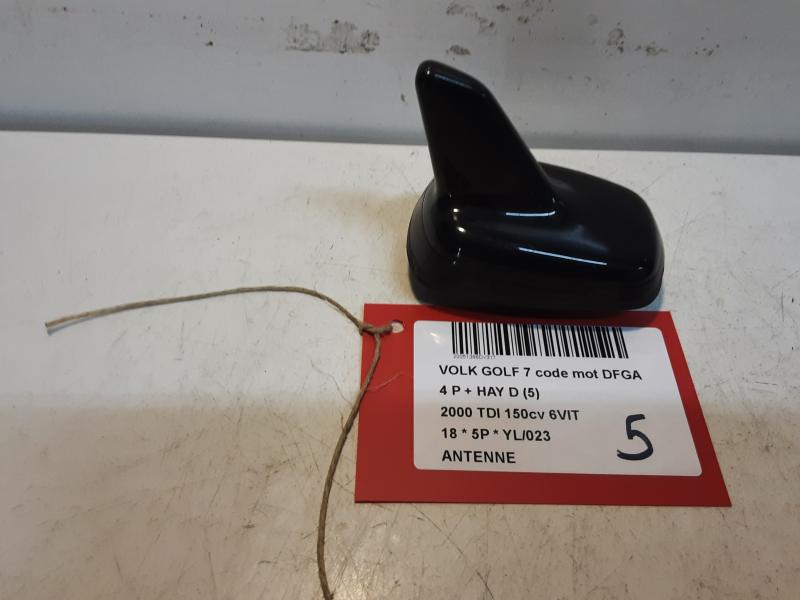 VOLK GOLF 7 code mot DFGA
4 P + HAY D (5)
2000 TDI 150cv 6VIT
18 * 5P * YL/023
ANTENNE
5